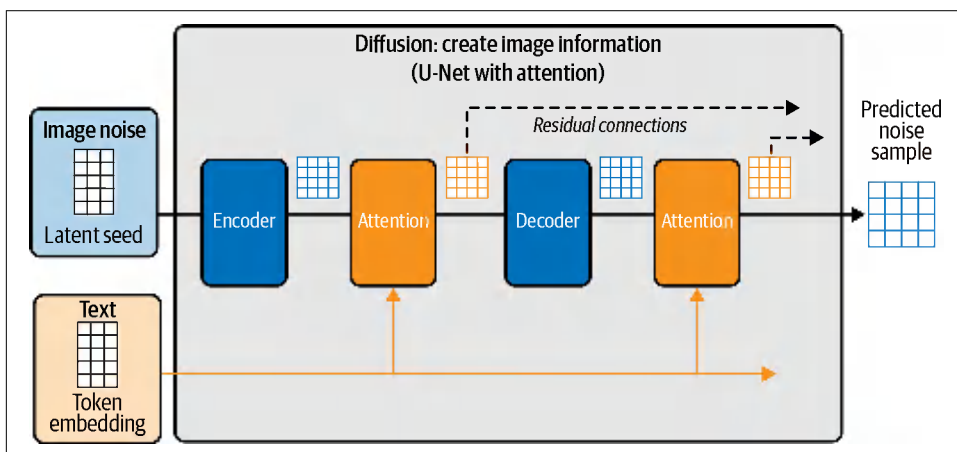 Diffusion: create image information
(U-Net with attention)
Image noise
Latent seed
Residual connections
Predicted
noise
sample
Encoder
Attention
Decoder
Attention
Text
Token
embedding